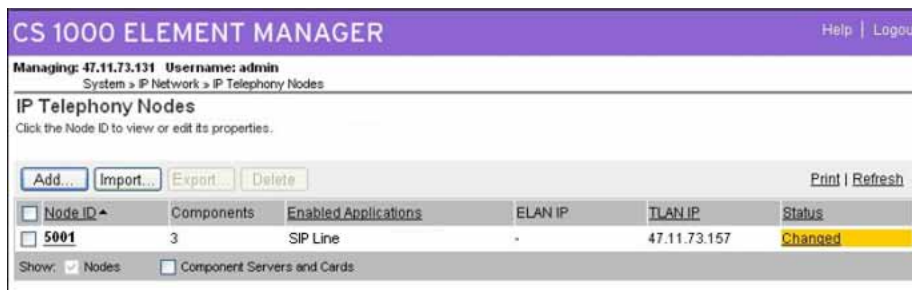 CS 1000 ELEMENT MANAGER Help | Logou
Managing: 47.11.73.131 Username: admin
System » IP Network » IP Telephony Nodes
IP Telephony Nodes
Click the Node ID to view or edit its properties.
Add... Import... Export... Delete Print | Refresh
Node ID Components Enabled Applications ELAN IP TLAN IP Status
5001 3 SIP Line - 47.11.73.157 Changed
Show: Nodes Component Servers and Cards